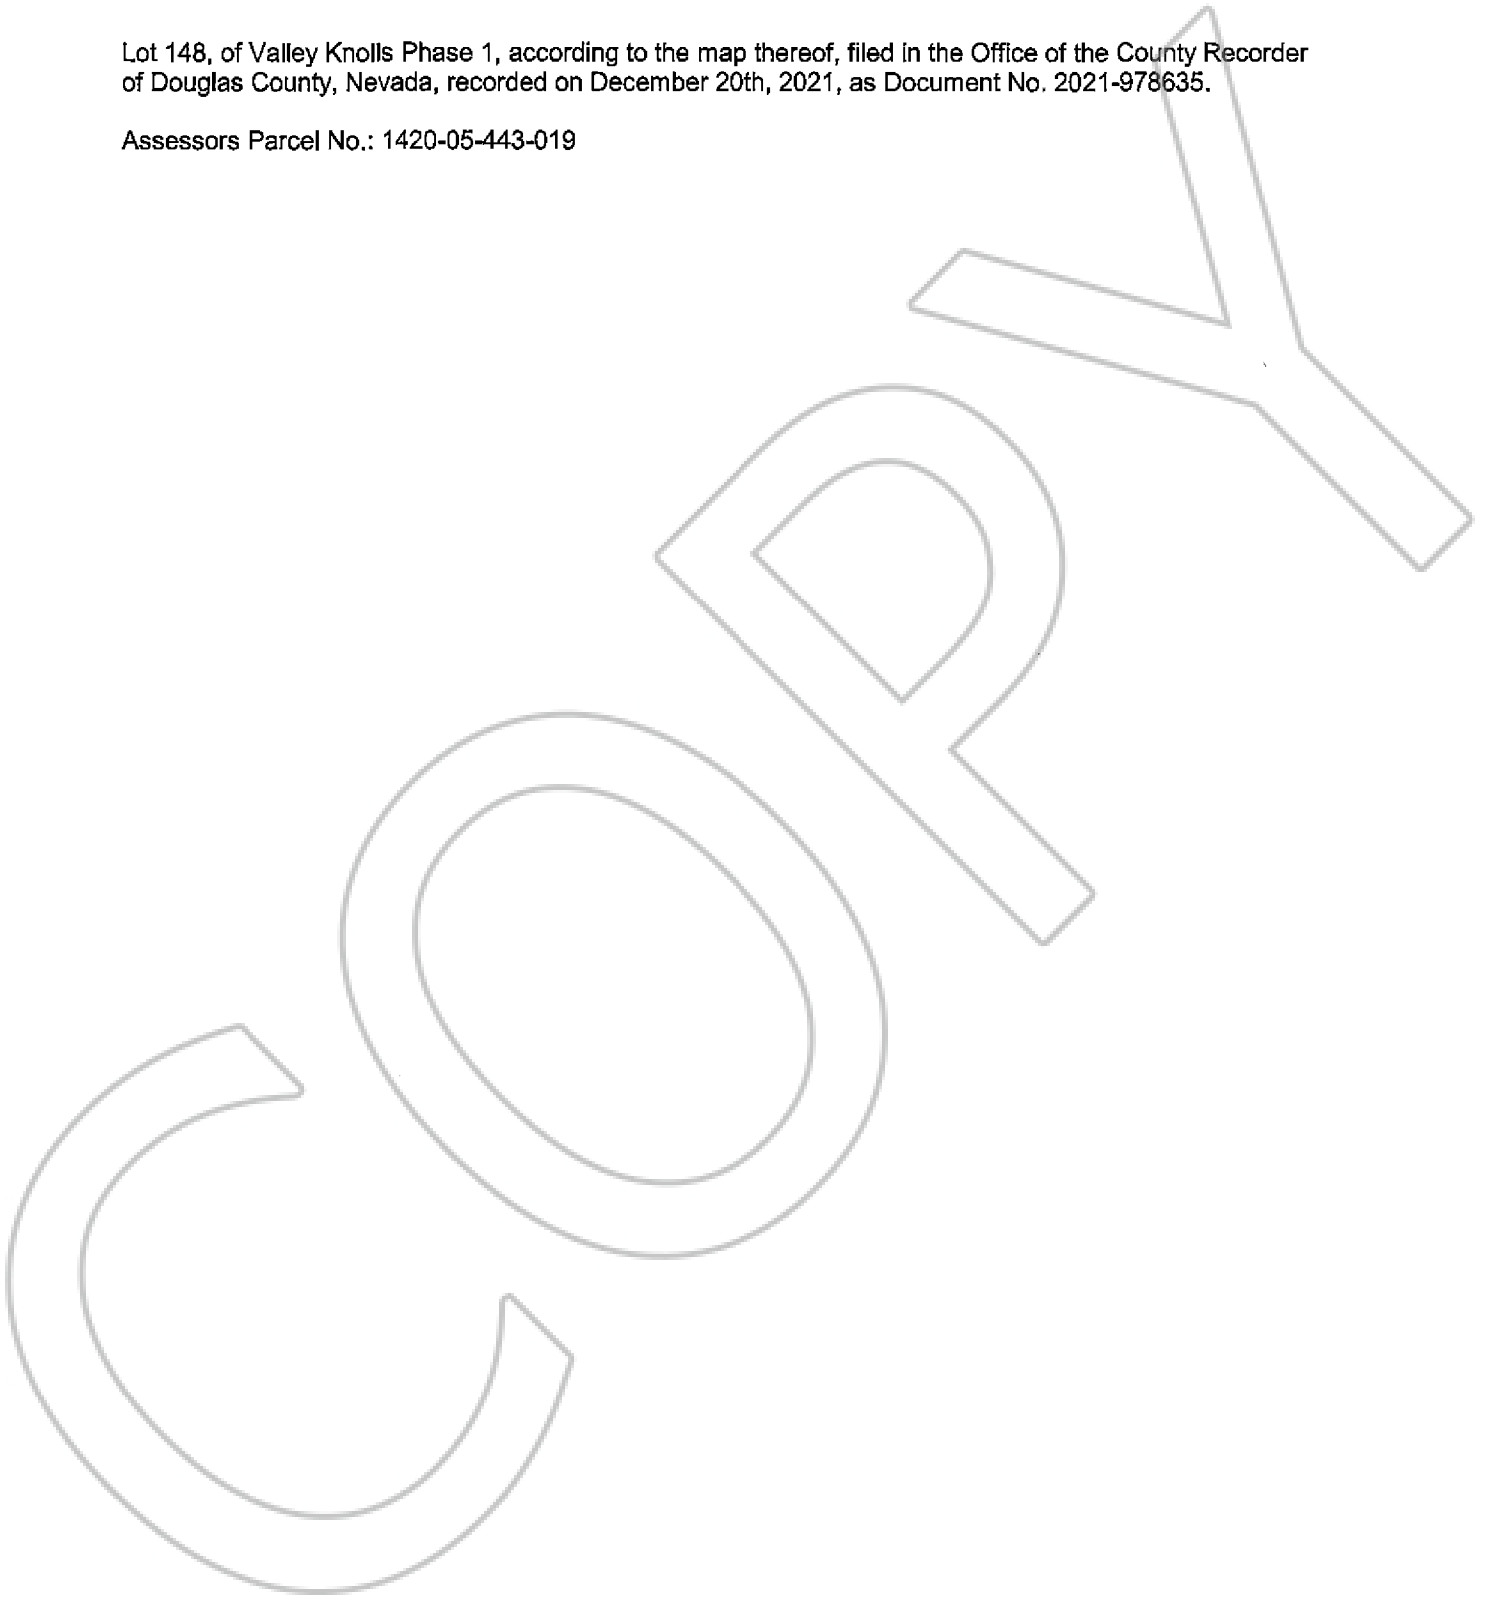 Lot 148, of Valley Knolls Phase 1, according to the map thereof, filed in the Office of the County Recorder
of Douglas County, Nevada, recorded on December 20th, 2021, as Document No. 2021-978635.
Assessors Parcel No.: 1420-05-443-019
COPY